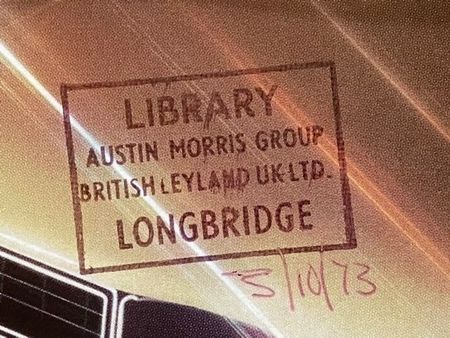 LIBRARY
AUSTIN MORRIS GROUP
BRITISH LEYLAND UK LTD.
LONGBRIDGE
5/10/73